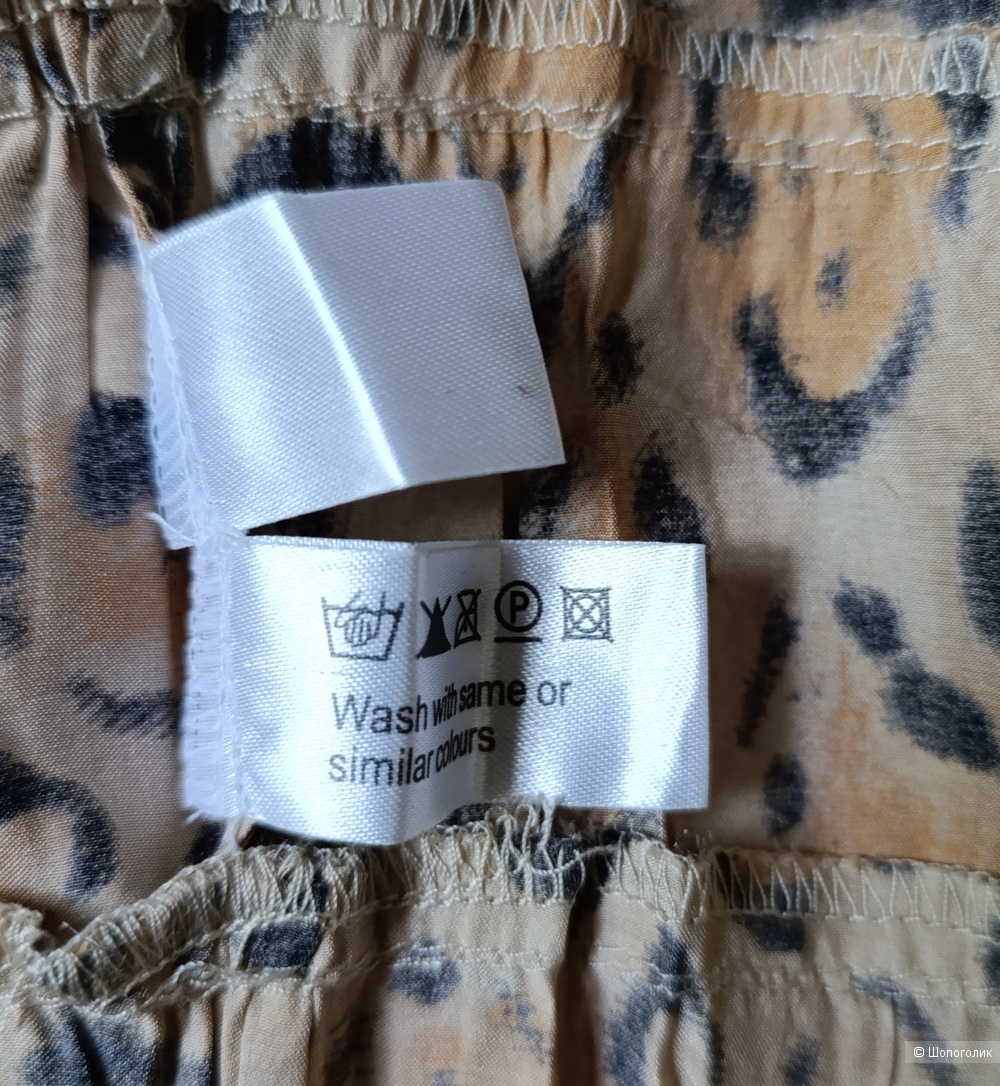 P
Wash with same or
similar colours
© Шопоголик